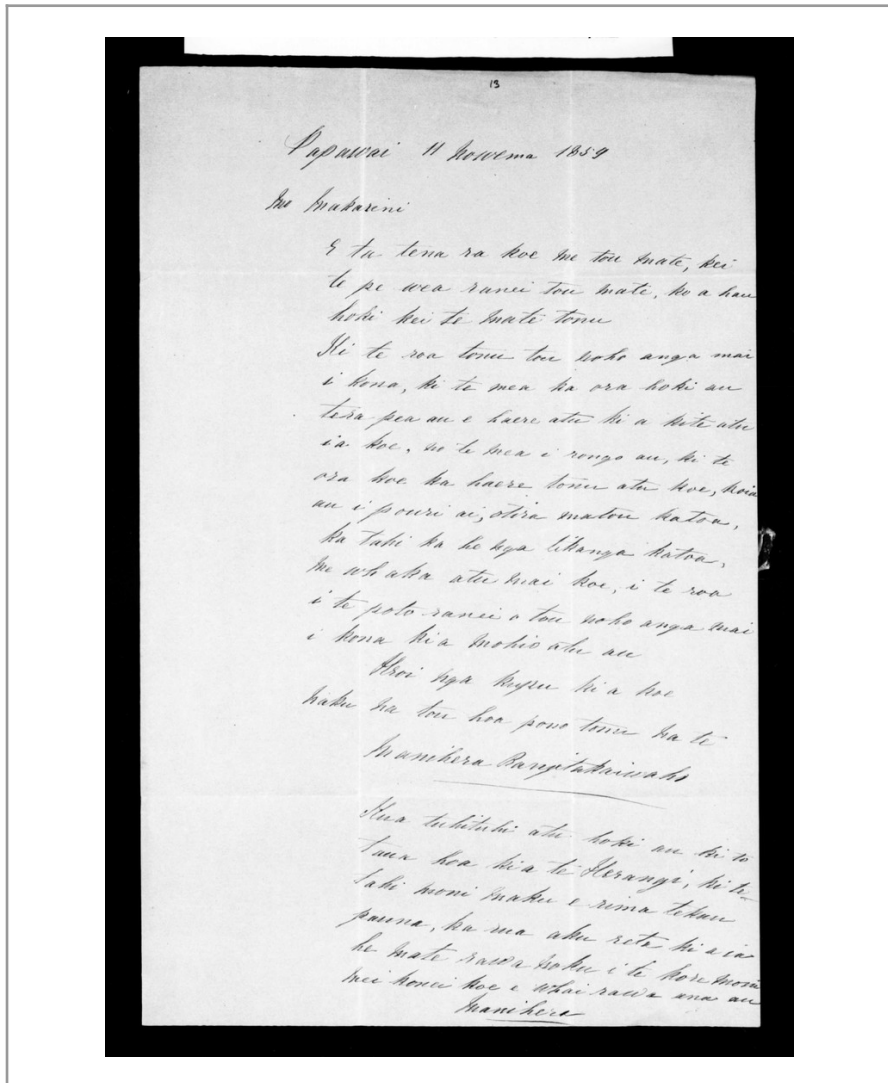 13
Papawai 11 Nowema 1859
Me Makarini
E ta tena ra koe me tou mate, kei
te pe wea ranei tou mate, ko a hau
hoki kei te mate tonu
Ki te roa tonu tou noho anga mai
i kona, ki te mea ka ora hoki au
tera pea au e haere atu ki a kite atu
ia koe, no te mea i rongo au, ki te
ora koe ka haere tonu atu koe, koia
au i pouri ai, otira matou katoa,
ka tahi ka he nga tikanga katoa,
me whaka atu mai koe, i te roa
i te poto ranei o tou noho anga mai
i kona kia mohio atu au
Heoi nga kupu ki a koe
Naku na tou hoa pono tonu na te
Manihera Rangitakaiwaho
Kua tuhituhi atu hoki au ki to
taua hoa kia te Herangi, ki te
tahi moni maku e rima tekau
pauna, ka rua aku reta ki a ia
he mate rawa noku i te kore moni
mei konei koe e whai rawa ana au
Manihera